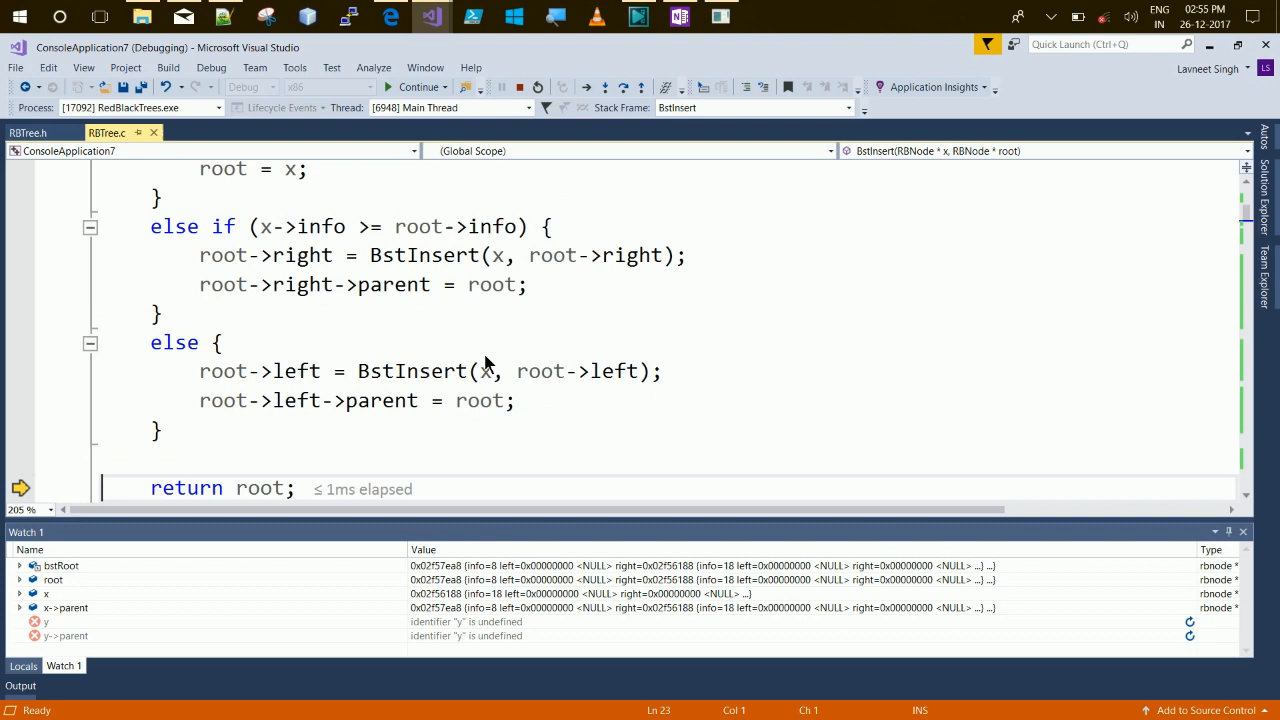 02:55 PM
ENG
IN
26-12-2017
ConsoleApplication7 (Debugging) - Microsoft Visual Studio
Quick Launch (Ctrl+Q)
File Edit View Project Build Debug Team Tools Test Analyze Window Help
Lavneet Singh LS
Debug x86 Continue Application Insights
Process: [17092] RedBlackTrees.exe Lifecycle Events Thread: [6948] Main Thread Stack Frame: BstInsert
RBTree.h RBTree.c
ConsoleApplication7 (Global Scope) BstInsert(RBNode * x, RBNode * root)
root = x;
}
else if (x->info >= root->info) {
root->right = BstInsert(x, root->right);
root->right->parent = root;
}
else {
root->left = BstInsert(x, root->left);
root->left->parent = root;
}
return root; ≤ 1ms elapsed
205 %
Autos
Solution Explorer
Team Explorer
Watch 1
Name Value Type
bstRoot 0x02f57ea8 {info=8 left=0x00000000 <NULL> right=0x02f56188 {info=18 left=0x00000000 <NULL> right=0x00000000 <NULL> ...} ...} rbnode *
root 0x02f57ea8 {info=8 left=0x00000000 <NULL> right=0x02f56188 {info=18 left=0x00000000 <NULL> right=0x00000000 <NULL> ...} ...} rbnode *
x 0x02f56188 {info=18 left=0x00000000 <NULL> right=0x00000000 <NULL> ...} rbnode *
x->parent 0x02f57ea8 {info=8 left=0x00000000 <NULL> right=0x02f56188 {info=18 left=0x00000000 <NULL> right=0x00000000 <NULL> ...} ...} rbnode *
y identifier "y" is undefined
y->parent identifier "y" is undefined
Locals Watch 1
Output
Ready Ln 23 Col 1 Ch 1 INS Add to Source Control